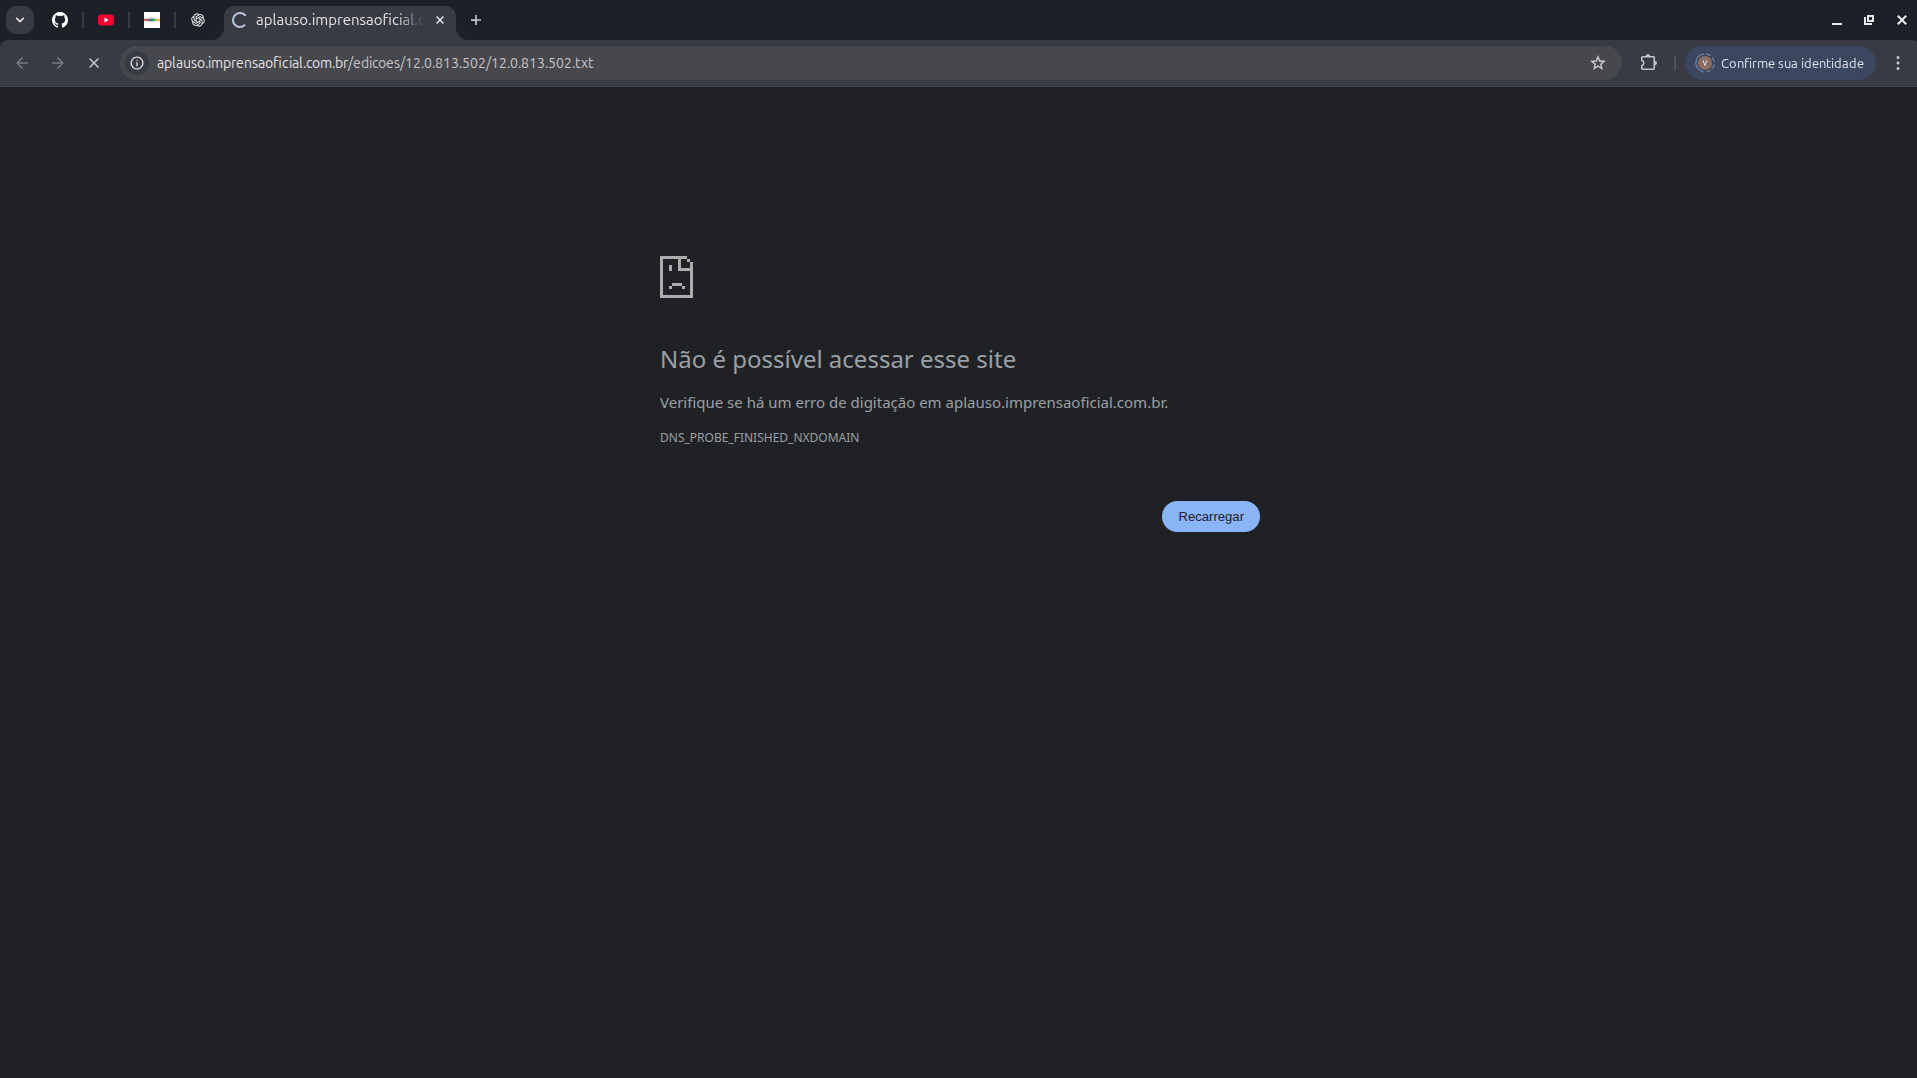 aplauso.imprensaoficial.c
aplauso.imprensaoficial.com.br/edicoes/12.0.813.502/12.0.813.502.txt
V
Confirme sua identidade
Não é possível acessar esse site
Verifique se há um erro de digitação em aplauso.imprensaoficial.com.br.
DNS_PROBE_FINISHED_NXDOMAIN
Recarregar